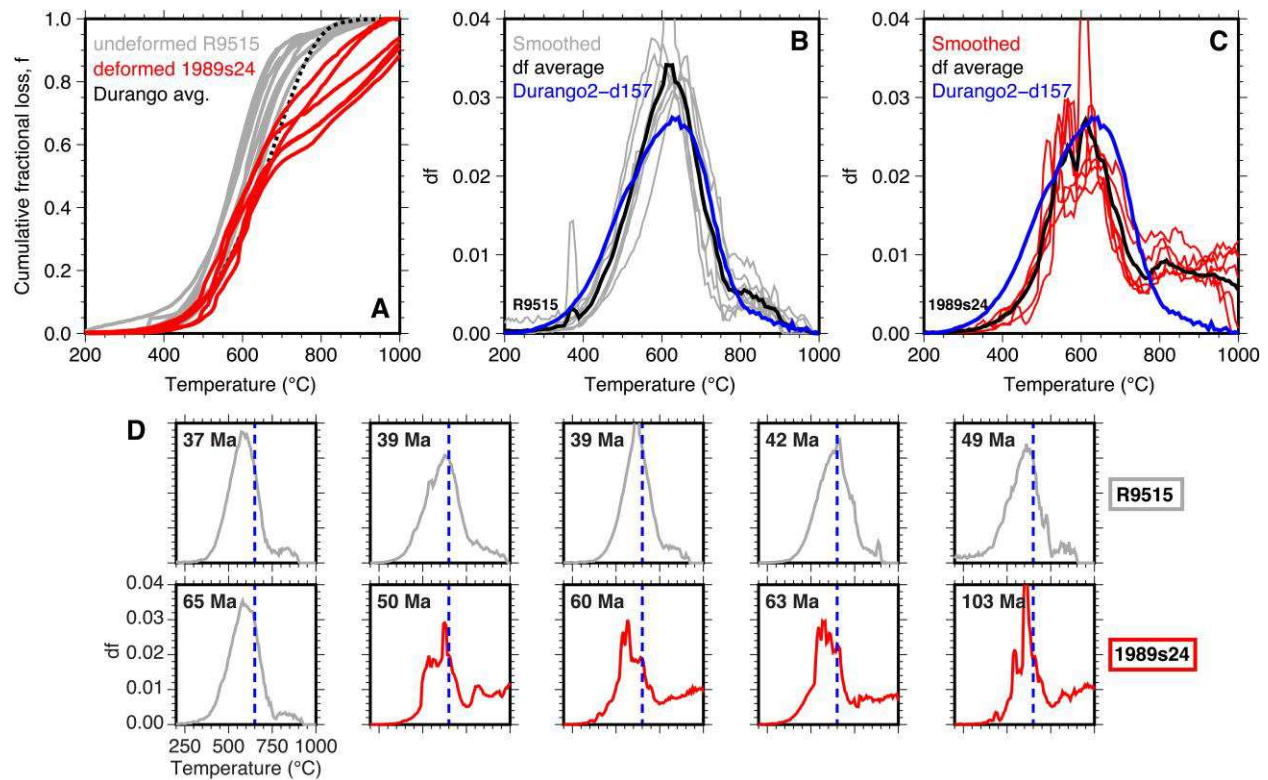 undeformed R9515
deformed 1989s24
Durango avg.
A
Cumulative fractional loss, f
1.0
0.8
0.6
0.4
0.2
0.0
200 400 600 800 1000
Temperature (°C)
Smoothed
df average
Durango2-d157
B
R9515
df
0.04
0.03
0.02
0.01
0.00
200 400 600 800 1000
Temperature (°C)
Smoothed
df average
Durango2-d157
C
1989s24
df
0.04
0.03
0.02
0.01
0.00
200 400 600 800 1000
Temperature (°C)
D
37 Ma
39 Ma
39 Ma
42 Ma
49 Ma
R9515
65 Ma
50 Ma
60 Ma
63 Ma
103 Ma
1989s24
df
0.04
0.03
0.02
0.01
0.00
250 500 750 1000
Temperature (°C)